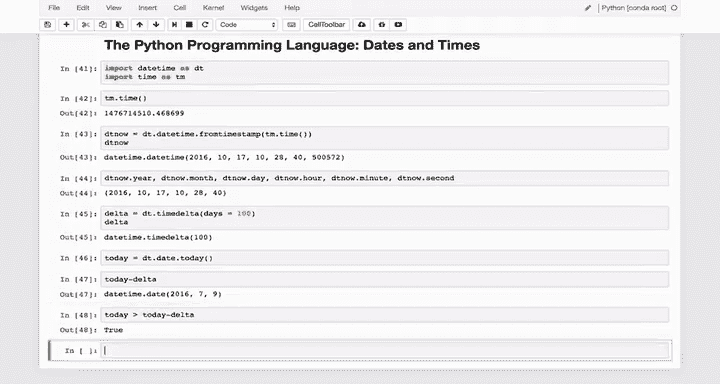 File Edit View Insert Cell Kernel Widgets Help Python [conda root]
Code CellToolbar
The Python Programming Language: Dates and Times
In [41]: import datetime as dt
import time as tm
In [42]: tm.time()
Out[42]: 1476714510.468699
In [43]: dtnow = dt.datetime.fromtimestamp(tm.time())
dtnow
Out[43]: datetime.datetime(2016, 10, 17, 10, 28, 40, 500572)
In [44]: dtnow.year, dtnow.month, dtnow.day, dtnow.hour, dtnow.minute, dtnow.second
Out[44]: (2016, 10, 17, 10, 28, 40)
In [45]: delta = dt.timedelta(days = 100)
delta
Out[45]: datetime.timedelta(100)
In [46]: today = dt.date.today()
In [47]: today-delta
Out[47]: datetime.date(2016, 7, 9)
In [48]: today > today-delta
Out[48]: True
In [ ]: